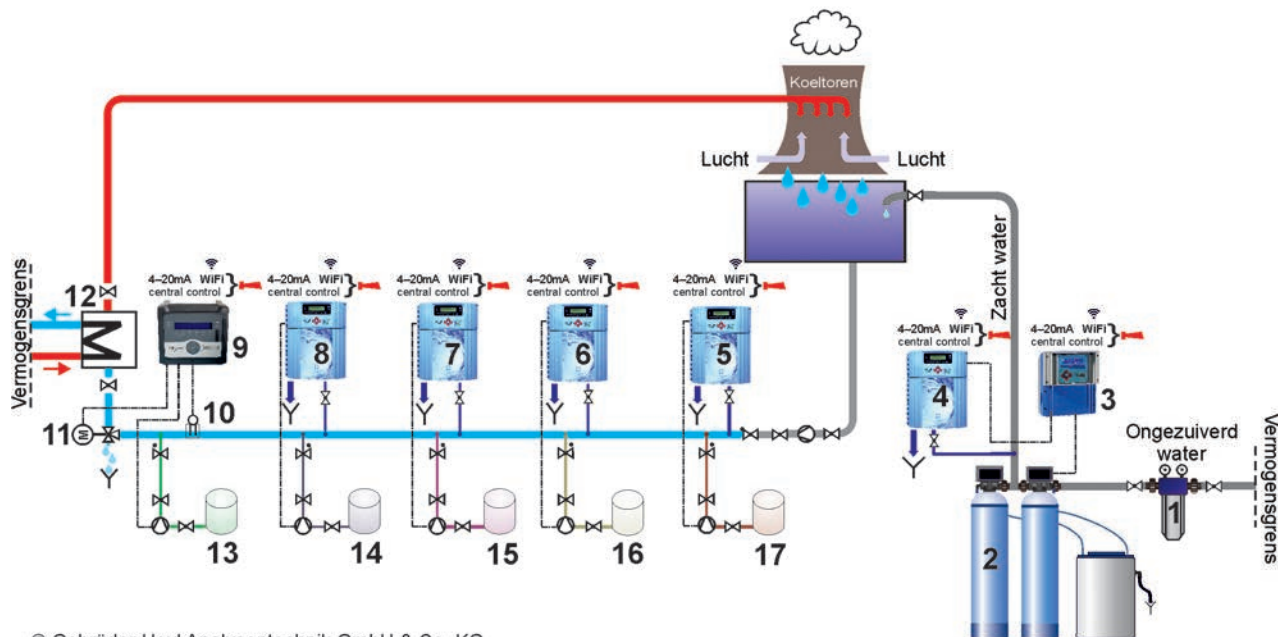 Koeltoren
Lucht
Lucht
Zacht water
4–20mA WiFi
central control
4–20mA WiFi
central control
4–20mA WiFi
central control
4–20mA WiFi
central control
4–20mA WiFi
central control
Vermogensgrens
12
9
8
7
6
5
4–20mA WiFi
central control
4–20mA WiFi
central control
4
3
10
11
M
Ongezuiverd
water
Vermogensgrens
13
14
15
16
17
2
1